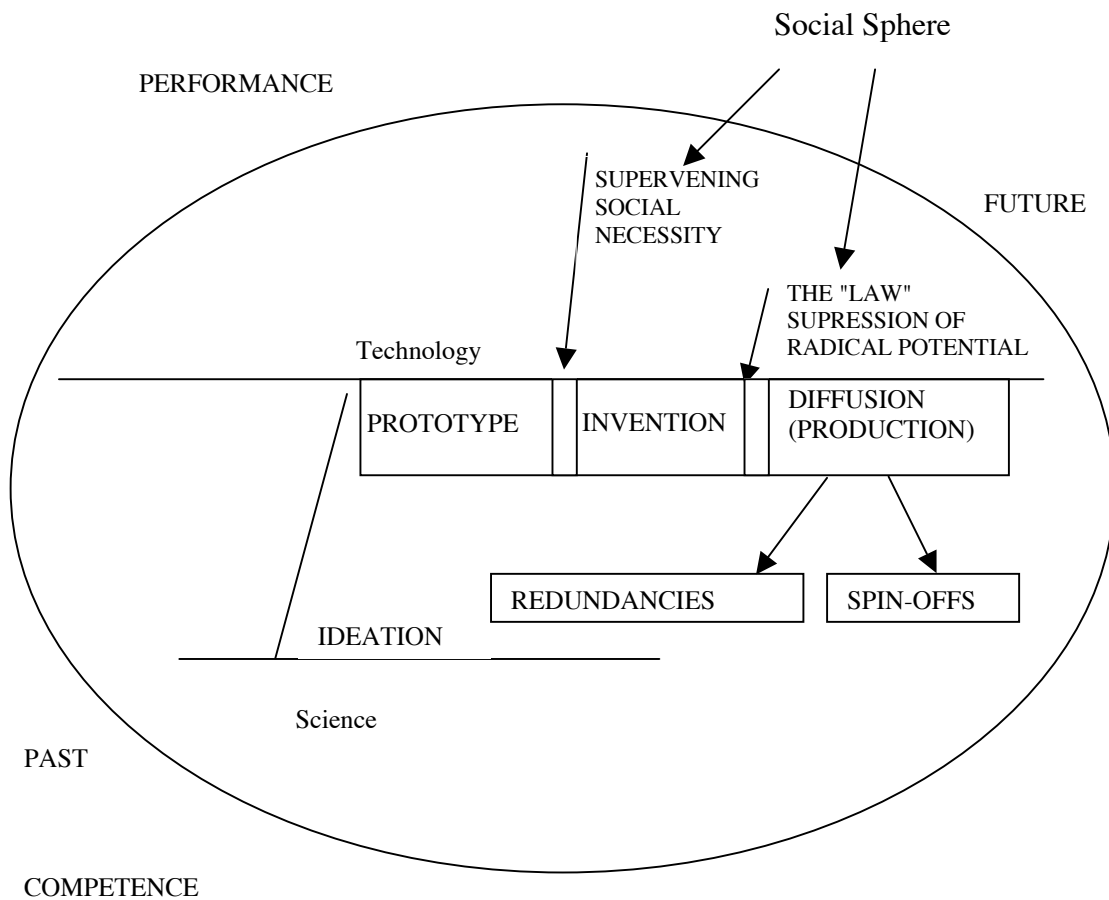 Social Sphere
PERFORMANCE
SUPERVENING
SOCIAL
NECESSITY
FUTURE
THE "LAW"
SUPRESSION OF
RADICAL POTENTIAL
Technology
PROTOTYPE
INVENTION
DIFFUSION
(PRODUCTION)
REDUNDANCIES
SPIN-OFFS
IDEATION
Science
PAST
COMPETENCE